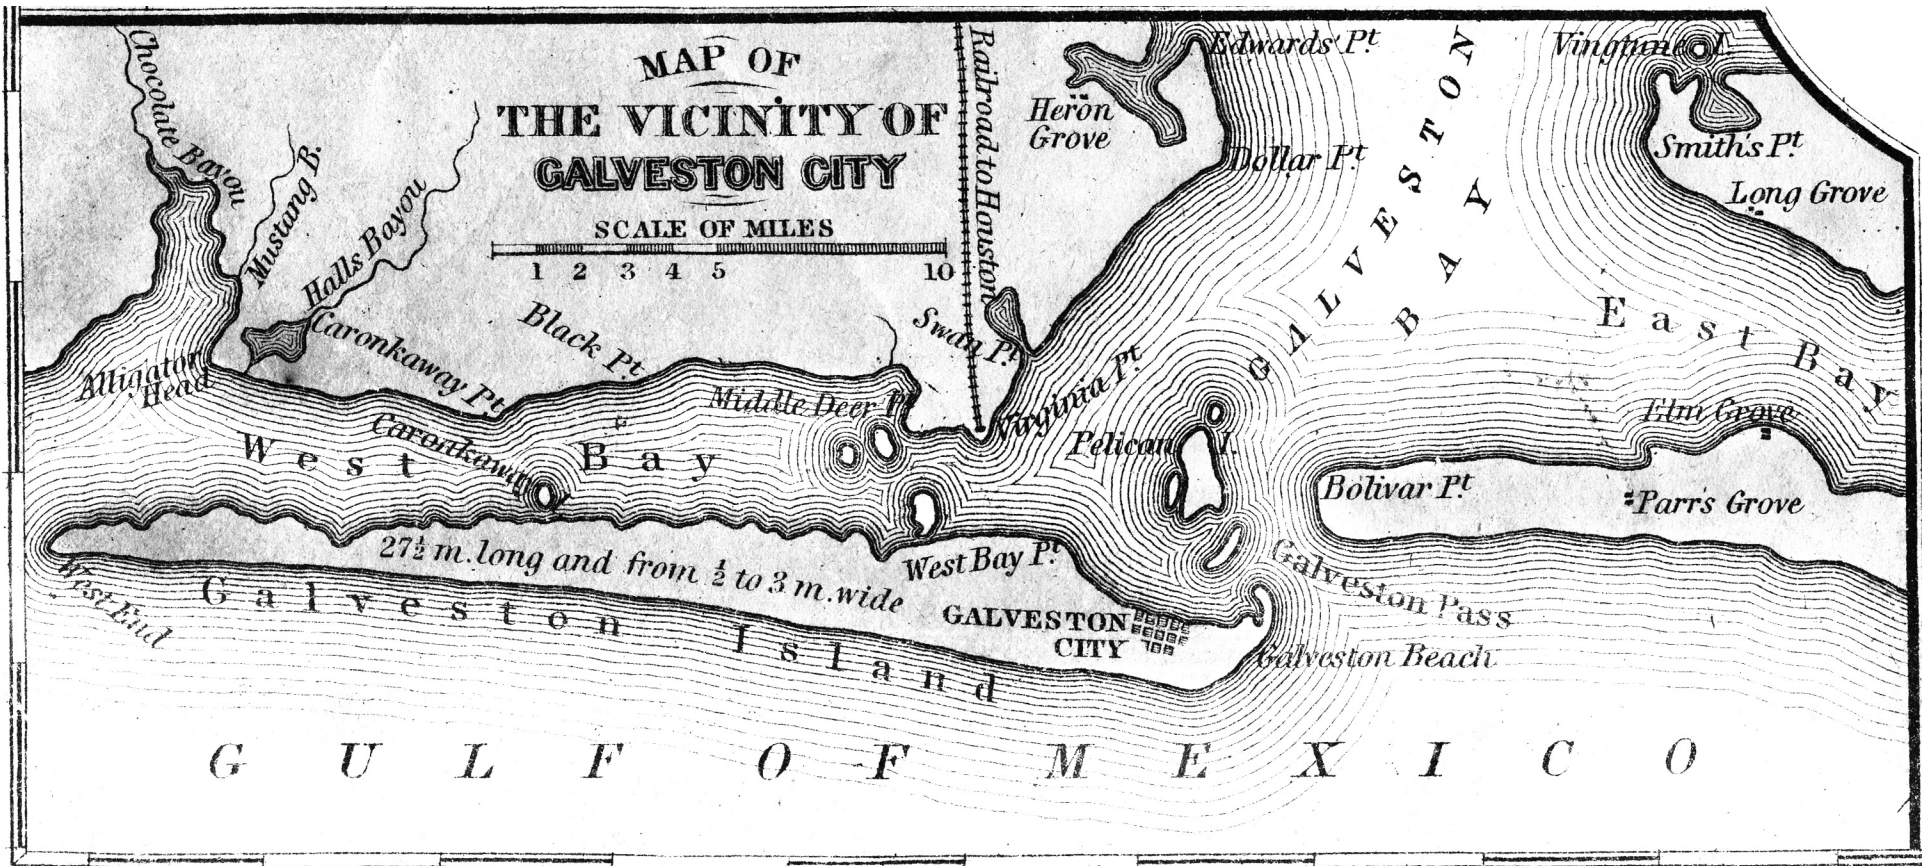 MAP OF
THE VICINITY OF
GALVESTON CITY
SCALE OF MILES
1 2 3 4 5 10
Chocolate Bayou
Mustang B.
Halls Bayou
Railroad to Houston
Heron
Grove
Edwards' Pt.
Dollar Pt.
GALVESTON
BAY
Vingtune I.
Smith's Pt.
Long Grove
East Bay
Alligator
Head
Caronkaway Pt.
Black Pt.
Swan Pt.
Middle Deer Pt.
Virginia Pt.
Pelican I.
Elm Grove
Bolivar Pt.
Parr's Grove
West Bay
Caronkaway
27½ m. long and from ½ to 3 m. wide
West Bay Pt.
West End
Galveston Island
GALVESTON
CITY
Galveston Pass
Galveston Beach
GULF OF MEXICO